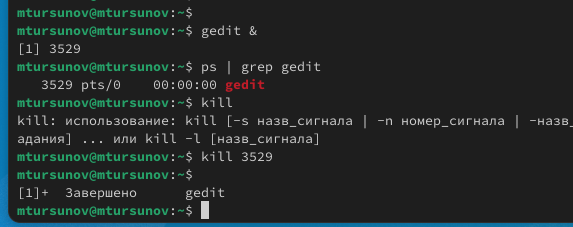 mtursunov@mtursunov:~$
mtursunov@mtursunov:~$ gedit &
[1] 3529
mtursunov@mtursunov:~$ ps | grep gedit
3529 pts/0    00:00:00 gedit
mtursunov@mtursunov:~$ kill
kill: использование: kill [-s назв_сигнала | -n номер_сигнала | -назв_
адания] ... или kill -l [назв_сигнала]
mtursunov@mtursunov:~$ kill 3529
mtursunov@mtursunov:~$
[1]+  Завершено      gedit
mtursunov@mtursunov:~$